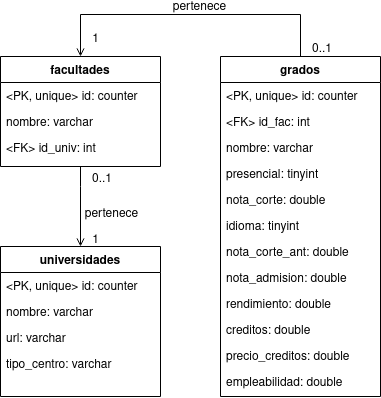 pertenece
1
0..1
facultades
<PK, unique> id: counter
nombre: varchar
<FK> id_univ: int
0..1
pertenece
1
universidades
<PK, unique> id: counter
nombre: varchar
url: varchar
tipo_centro: varchar
grados
<PK, unique> id: counter
<FK> id_fac: int
nombre: varchar
presencial: tinyint
nota_corte: double
idioma: tinyint
nota_corte_ant: double
nota_admision: double
rendimiento: double
creditos: double
precio_creditos: double
empleabilidad: double